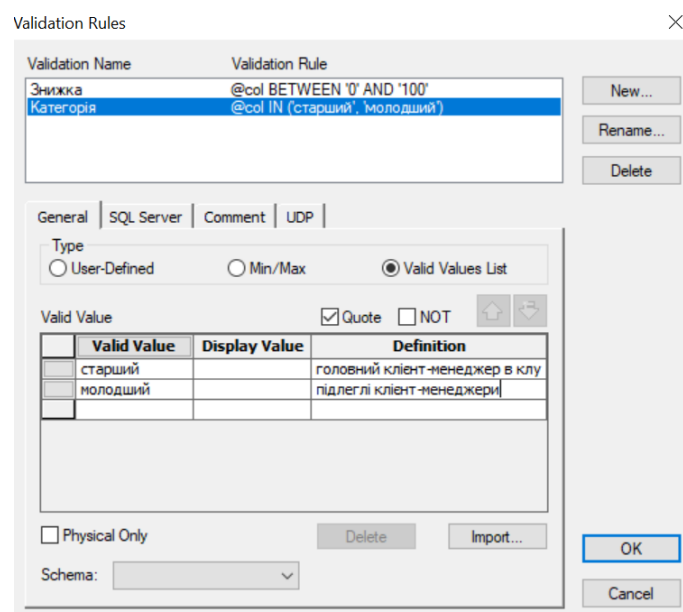 Validation Rules
Validation Name Validation Rule
Знижка @col BETWEEN '0' AND '100'
Категорія @col IN ('старший', 'молодший')
New...
Rename...
Delete
General SQL Server Comment UDP
Type
User-Defined Min/Max Valid Values List
Valid Value Quote NOT
Valid Value Display Value Definition
старший головний клієнт-менеджер в клу
молодший підлеглі клієнт-менеджери
Physical Only Delete Import...
Schema:
OK
Cancel